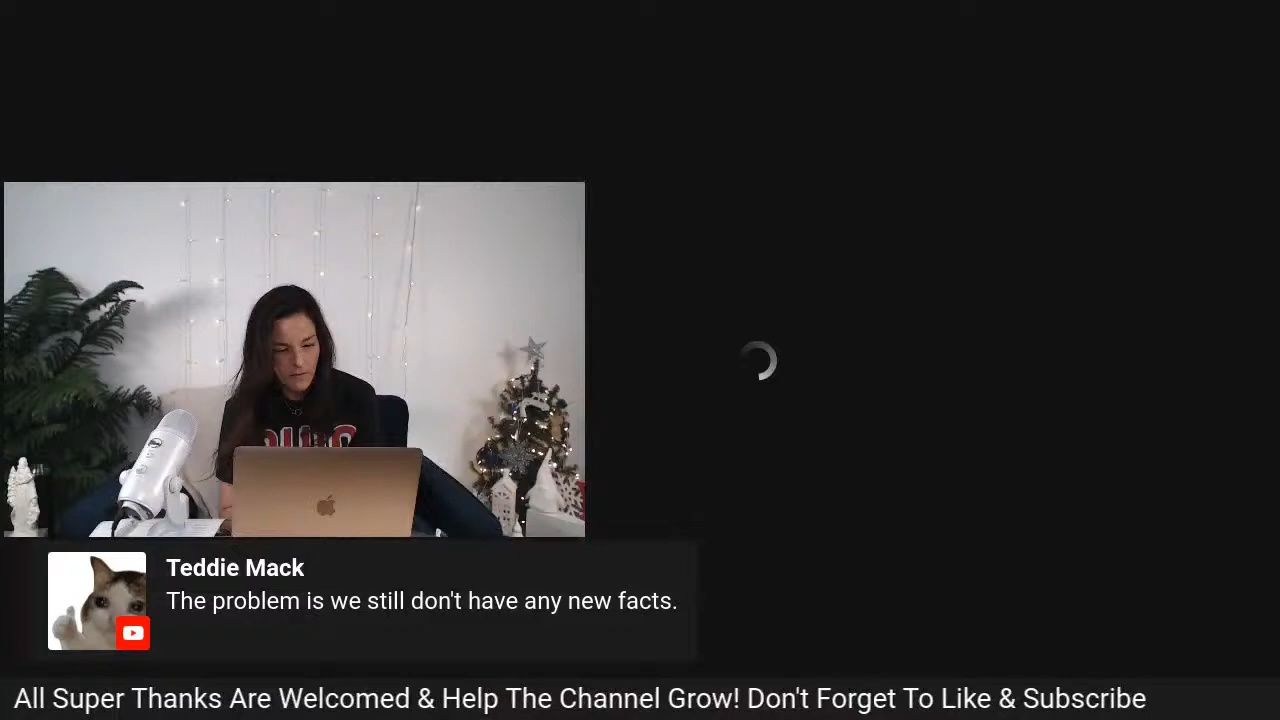 Teddie Mack
The problem is we still don't have any new facts.
All Super Thanks Are Welcomed & Help The Channel Grow! Don't Forget To Like & Subscribe